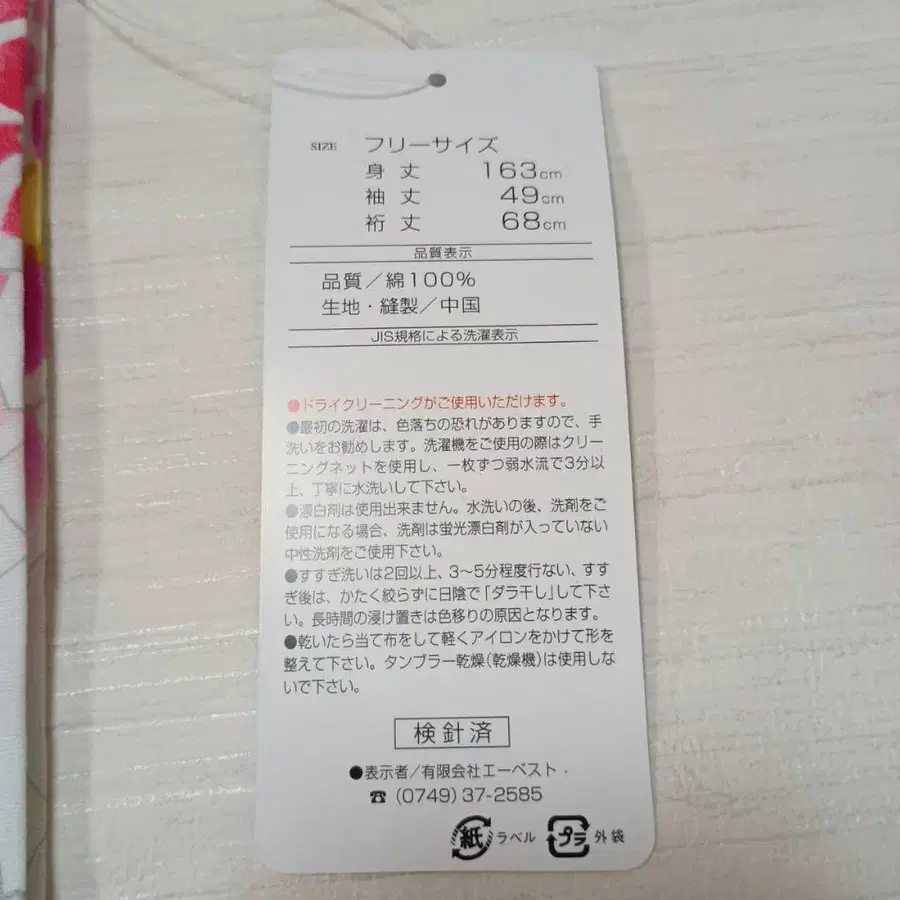 SIZE フリーサイズ
身丈 163cm
袖丈 49cm
裄丈 68cm
品質表示
品質／綿100%
生地・縫製／中国
JIS規格による洗濯表示
●ドライクリーニングがご使用いただけます。
●最初の洗濯は、色落ちの恐れがありますので、手
洗いをお勧めします。洗濯機をご使用の際はクリー
ニングネットを使用し、一枚ずつ弱水流で3分以
上、丁寧に水洗いして下さい。
●漂白剤は使用出来ません。水洗いの後、洗剤をご
使用になる場合、洗剤は蛍光漂白剤が入っていない
中性洗剤をご使用下さい。
●すすぎ洗いは2回以上、3〜5分程度行ない、すす
ぎ後は、かたく絞らずに日陰で「ダラ干し」して下さ
い。長時間の浸け置きは色移りの原因となります。
●乾いたら当て布をして軽くアイロンをかけて形を
整えて下さい。タンブラー乾燥(乾燥機)は使用しな
いで下さい。
検針済
●表示者/有限会社エーベスト
☎ (0749)37-2585
紙 ラベル プラ 外袋